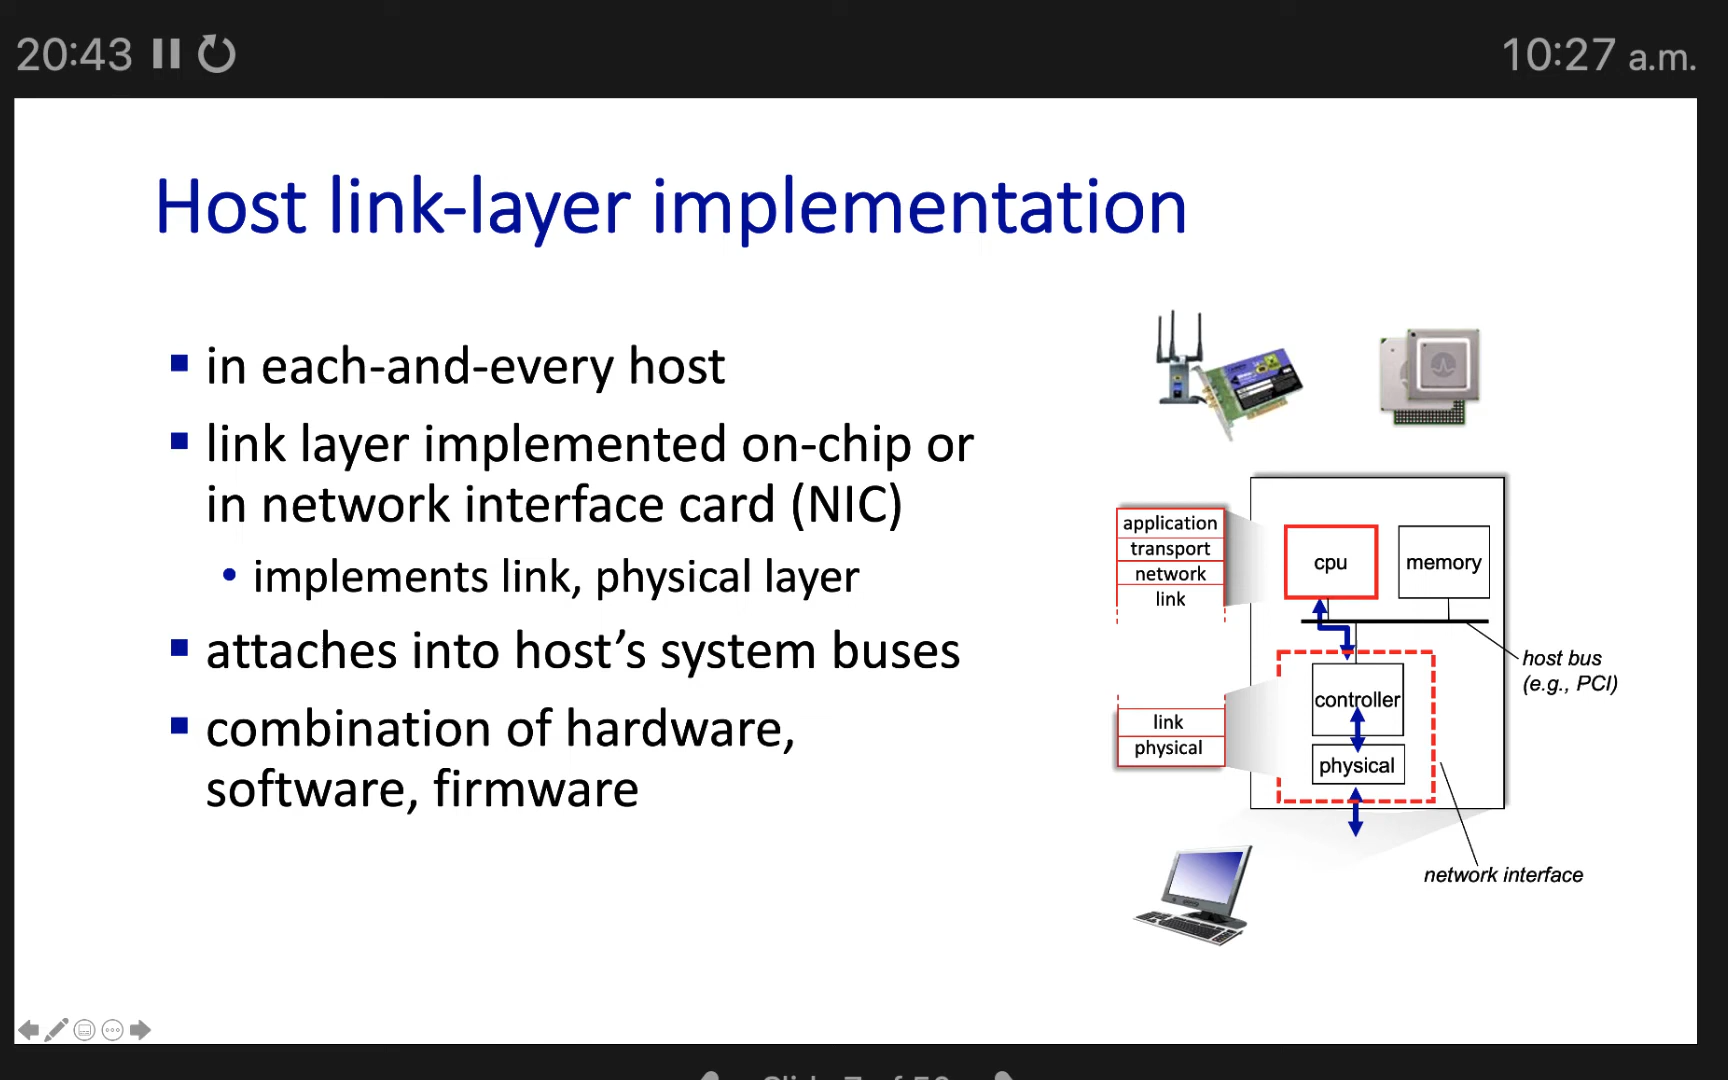 20:43
10:27 a.m.
Host link-layer implementation
in each-and-every host
link layer implemented on-chip or
in network interface card (NIC)
implements link, physical layer
attaches into host’s system buses
combination of hardware,
software, firmware
application
transport
network
link
cpu
memory
host bus
(e.g., PCI)
controller
link
physical
physical
network interface